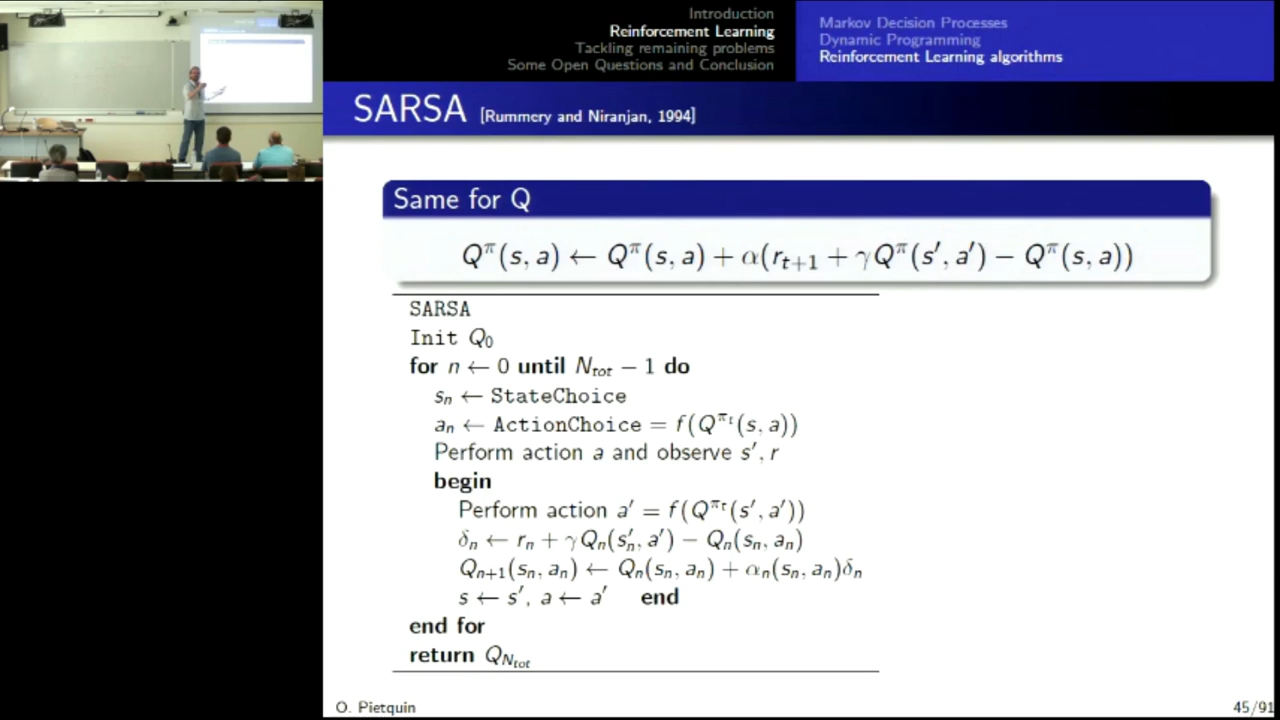 Introduction
Reinforcement Learning
Tackling remaining problems
Some Open Questions and Conclusion
Markov Decision Processes
Dynamic Programming
Reinforcement Learning algorithms
SARSA [Rummery and Niranjan, 1994]
Same for Q
Q^π(s, a) ← Q^π(s, a) + α(r_{t+1} + γQ^π(s′, a′) − Q^π(s, a))
SARSA
Init Q_0
for n ← 0 until N_{tot} − 1 do
s_n ← StateChoice
a_n ← ActionChoice = f(Q^{π_t}(s, a))
Perform action a and observe s′, r
begin
Perform action a′ = f(Q^{π_t}(s′, a′))
δ_n ← r_n + γQ_n(s′_n, a′) − Q_n(s_n, a_n)
Q_{n+1}(s_n, a_n) ← Q_n(s_n, a_n) + α_n(s_n, a_n)δ_n
s ← s′, a ← a′ end
end for
return Q_{N_{tot}}
O. Pietquin
45/91